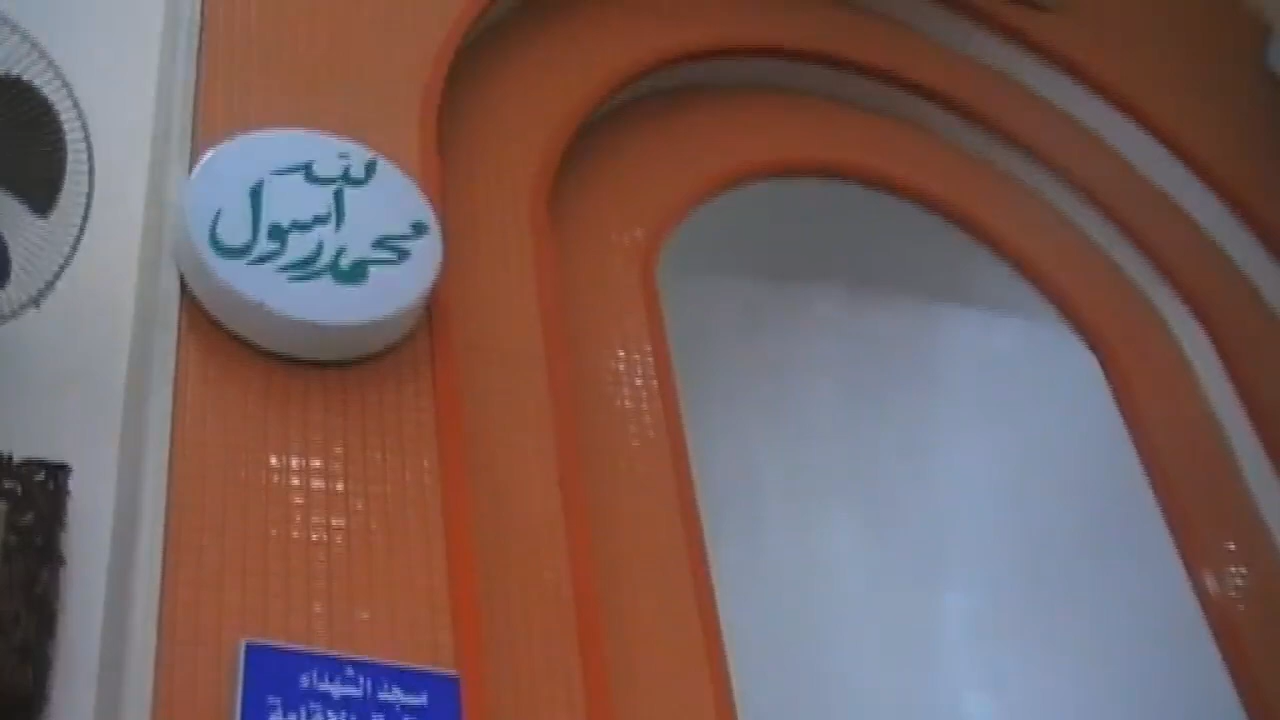 محمد رسول الله
مسجد الشهداء